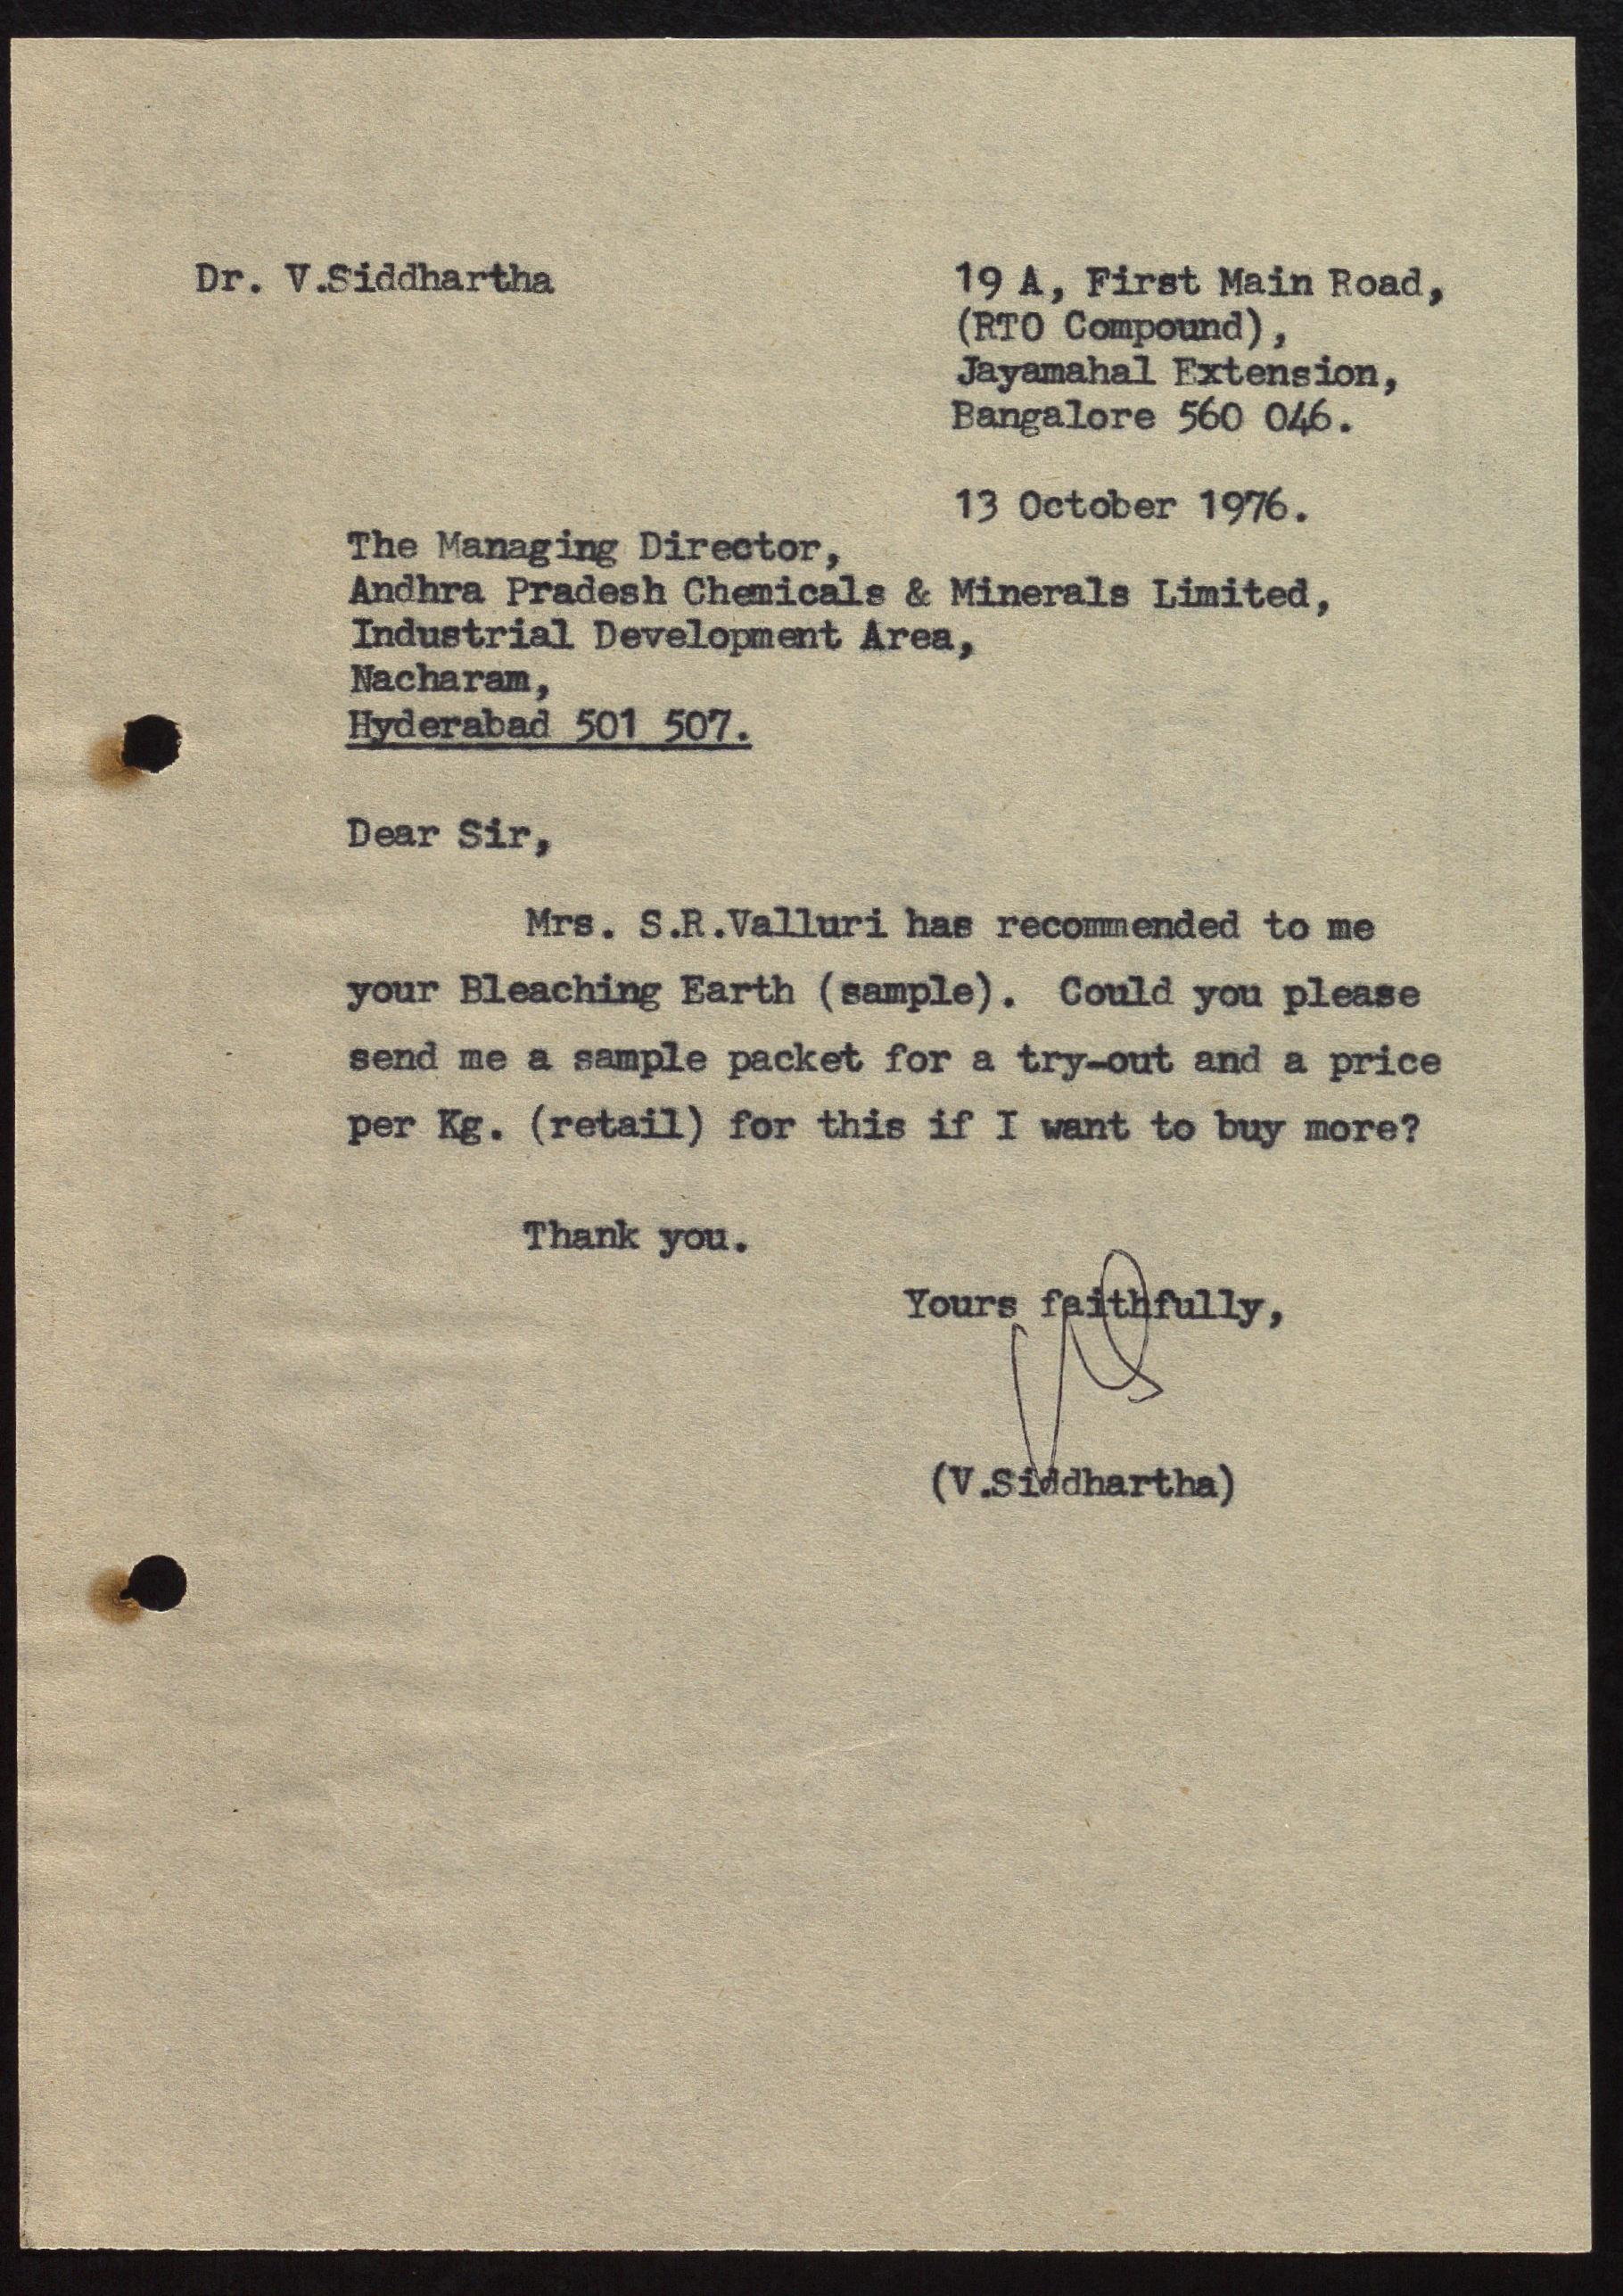 Dr. V.Siddhartha
19 A, First Main Road,
(RTO Compound),
Jayamahal Extension,
Bangalore 560 046.
13 October 1976.
The Managing Director,
Andhra Pradesh Chemicals & Minerals Limited,
Industrial Development Area,
Nacharam,
Hyderabad 501 507.
Dear Sir,
Mrs. S.R.Valluri has recommended to me
your Bleaching Earth (sample). Could you please
send me a sample packet for a try-out and a price
per Kg. (retail) for this if I want to buy more?
Thank you.
Yours faithfully,
(V.Siddhartha)